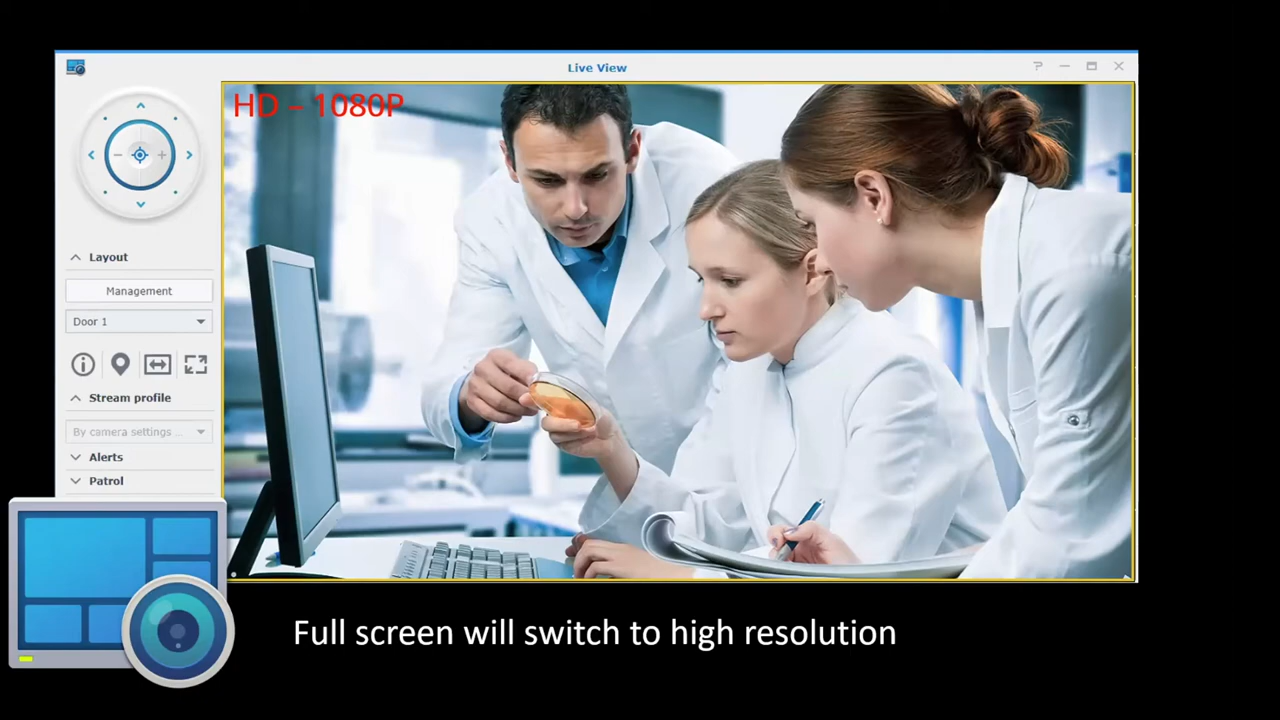 Live View
HD – 1080P
Layout
Management
Door 1
Stream profile
By camera settings ...
Alerts
Patrol
Full screen will switch to high resolution